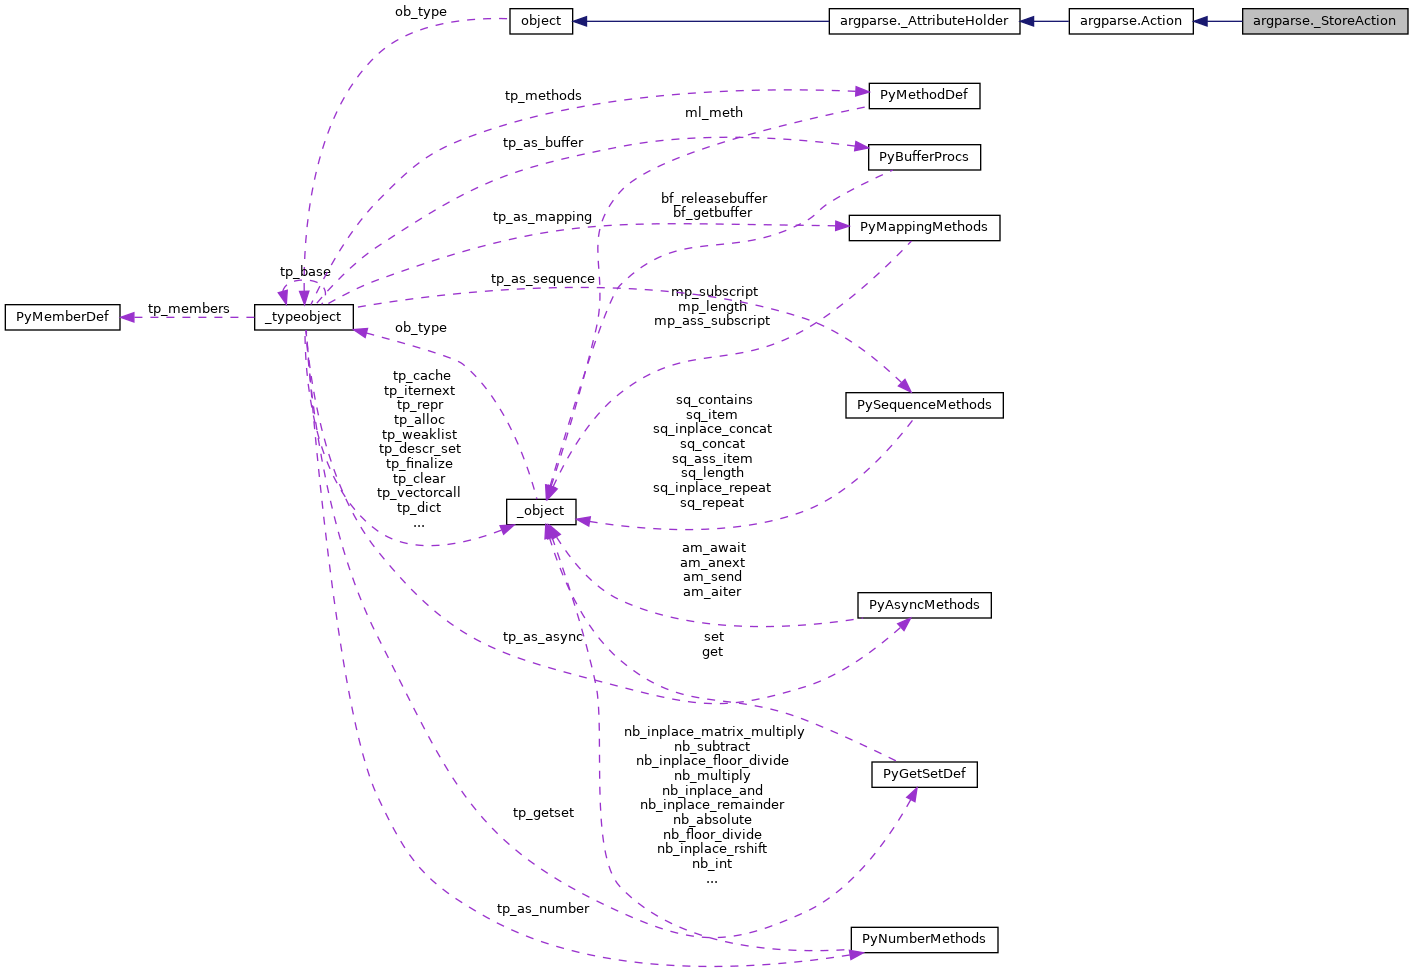 ob_type
object
argparse._AttributeHolder
argparse.Action
argparse._StoreAction
tp_methods
PyMethodDef
ml_meth
tp_as_buffer
PyBufferProcs
bf_releasebuffer
bf_getbuffer
tp_as_mapping
PyMappingMethods
tp_base
tp_as_sequence
mp_subscript
mp_length
mp_ass_subscript
PyMemberDef
tp_members
_typeobject
ob_type
tp_cache
tp_iternext
tp_repr
tp_alloc
tp_weaklist
tp_descr_set
tp_finalize
tp_clear
tp_vectorcall
tp_dict
...
sq_contains
sq_item
sq_inplace_concat
sq_concat
sq_ass_item
sq_length
sq_inplace_repeat
sq_repeat
PySequenceMethods
_object
am_await
am_anext
am_send
am_aiter
PyAsyncMethods
tp_as_async
set
get
nb_inplace_matrix_multiply
nb_subtract
nb_inplace_floor_divide
nb_multiply
nb_inplace_and
nb_inplace_remainder
nb_absolute
nb_floor_divide
nb_inplace_rshift
nb_int
...
PyGetSetDef
tp_getset
tp_as_number
PyNumberMethods